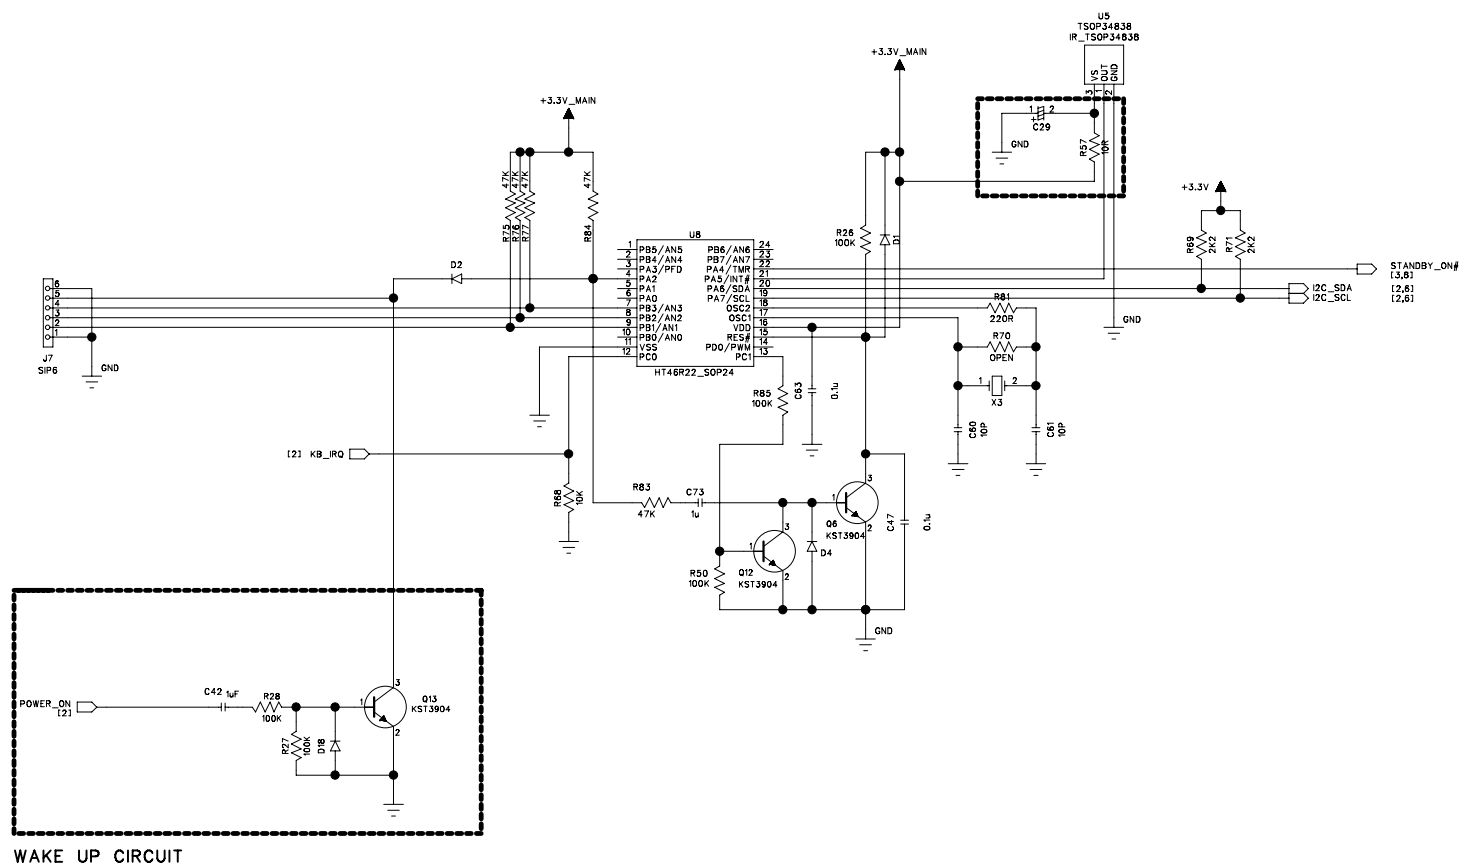 U5
TSOP34838
IR_TSOP34838
VS
OUT
GND
3
1
2
+3.3V_MAIN
1
2
+
C29
GND
R57
10R
+3.3V_MAIN
47K
47K
47K
47K
R75
R76
R77
R84
+3.3V
R69
2K2
R71
2K2
R26
100K
D1
U8
1 PB5/AN5 PB6/AN6 24
2 PB4/AN4 PB7/AN7 23
3 PA3/PFD PA4/TMR 22
4 PA2 PA5/INT# 21
5 PA1 PA6/SDA 20
6 PA0 PA7/SCL 19
7 PB3/AN3 OSC2 18
8 PB2/AN2 OSC1 17
9 PB1/AN1 VDD 16
10 PB0/AN0 RES# 15
11 VSS PD0/PWM 14
12 PC0 PC1 13
HT46R22_SOP24
STANDBY_ON#
[3,8]
I2C_SDA [2,6]
I2C_SCL [2,6]
D2
6
5
4
3
2
1
J7
SIP6
GND
R81
220R
R70
OPEN
1
2
X3
C60
10P
C61
10P
GND
R85
100K
C63
0.1u
[2] KB_IRQ
R68
10K
R83
47K
C73
1u
1
3
2
Q6
KST3904
C47
0.1u
1
3
2
Q12
KST3904
D4
R50
100K
GND
POWER_ON
[2]
C42 1uF
R28
100K
R27
100K
D18
1
3
2
Q13
KST3904
WAKE UP CIRCUIT